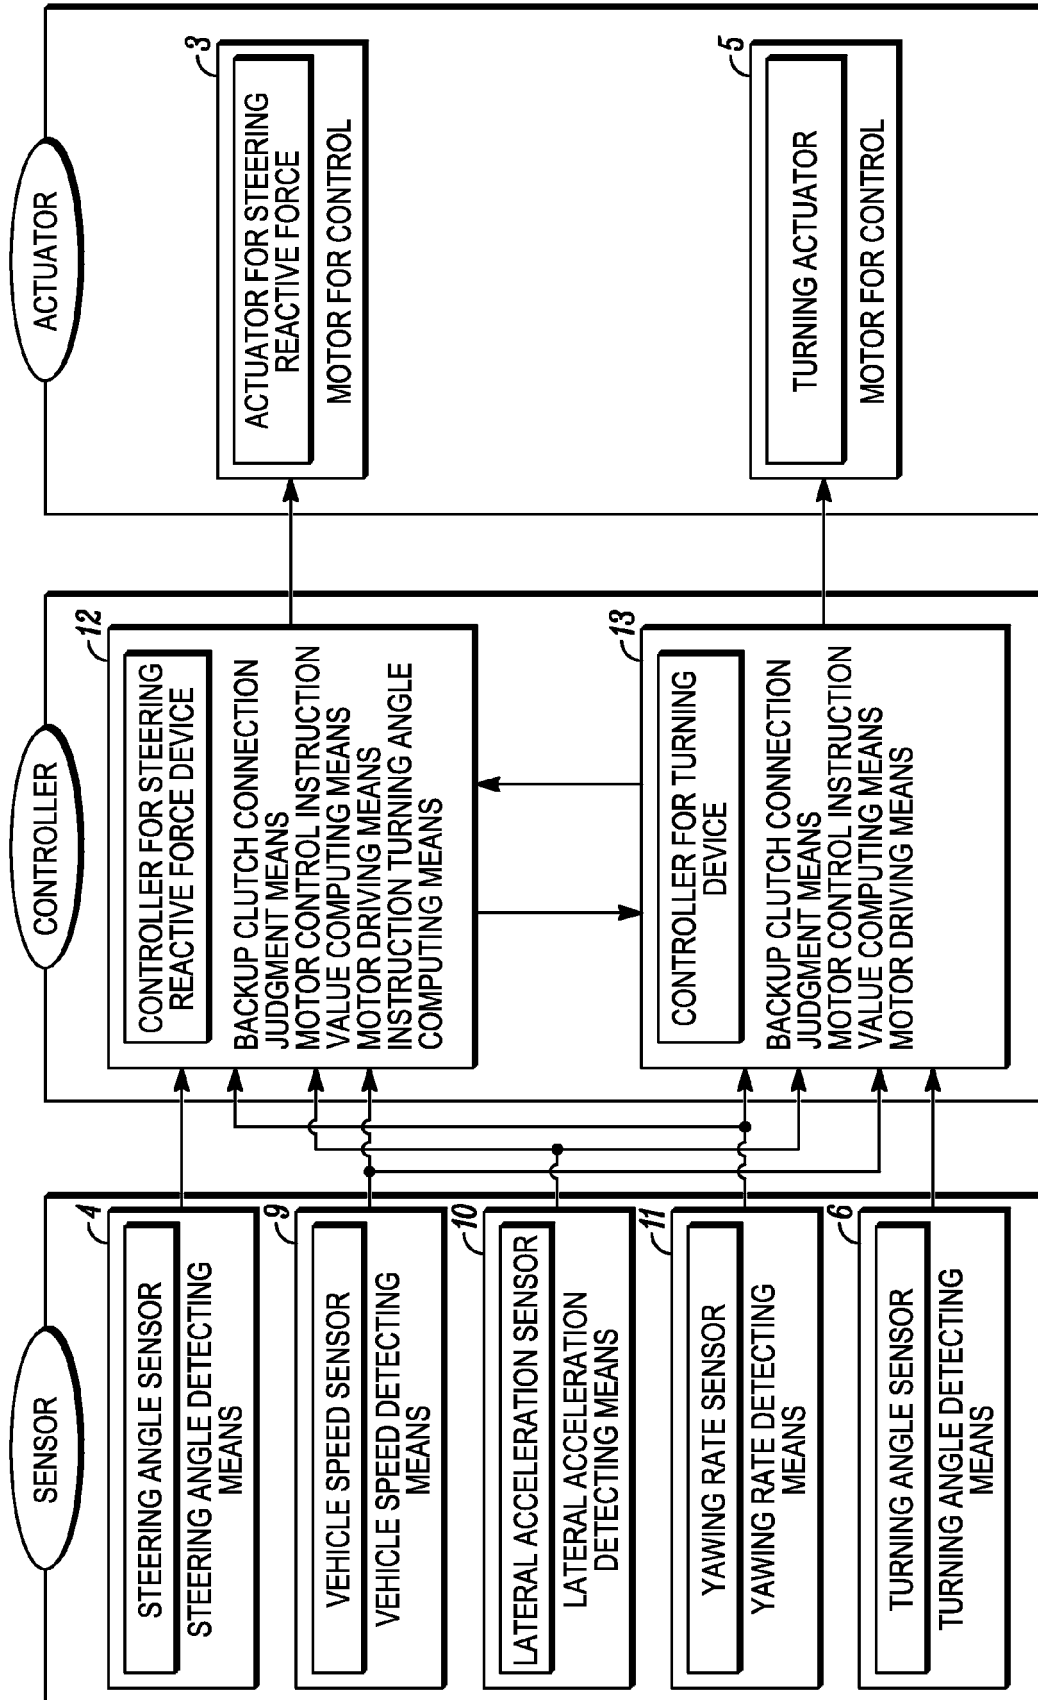 SENSOR
4
STEERING ANGLE SENSOR
STEERING ANGLE DETECTING
MEANS
9
VEHICLE SPEED SENSOR
VEHICLE SPEED DETECTING
MEANS
10
LATERAL ACCELERATION SENSOR
LATERAL ACCELERATION
DETECTING MEANS
11
YAWING RATE SENSOR
YAWING RATE DETECTING
MEANS
6
TURNING ANGLE SENSOR
TURNING ANGLE DETECTING
MEANS
CONTROLLER
12
CONTROLLER FOR STEERING
REACTIVE FORCE DEVICE
BACKUP CLUTCH CONNECTION
JUDGMENT MEANS
MOTOR CONTROL INSTRUCTION
VALUE COMPUTING MEANS
MOTOR DRIVING MEANS
INSTRUCTION TURNING ANGLE
COMPUTING MEANS
13
CONTROLLER FOR TURNING
DEVICE
BACKUP CLUTCH CONNECTION
JUDGMENT MEANS
MOTOR CONTROL INSTRUCTION
VALUE COMPUTING MEANS
MOTOR DRIVING MEANS
ACTUATOR
3
ACTUATOR FOR STEERING
REACTIVE FORCE
MOTOR FOR CONTROL
5
TURNING ACTUATOR
MOTOR FOR CONTROL